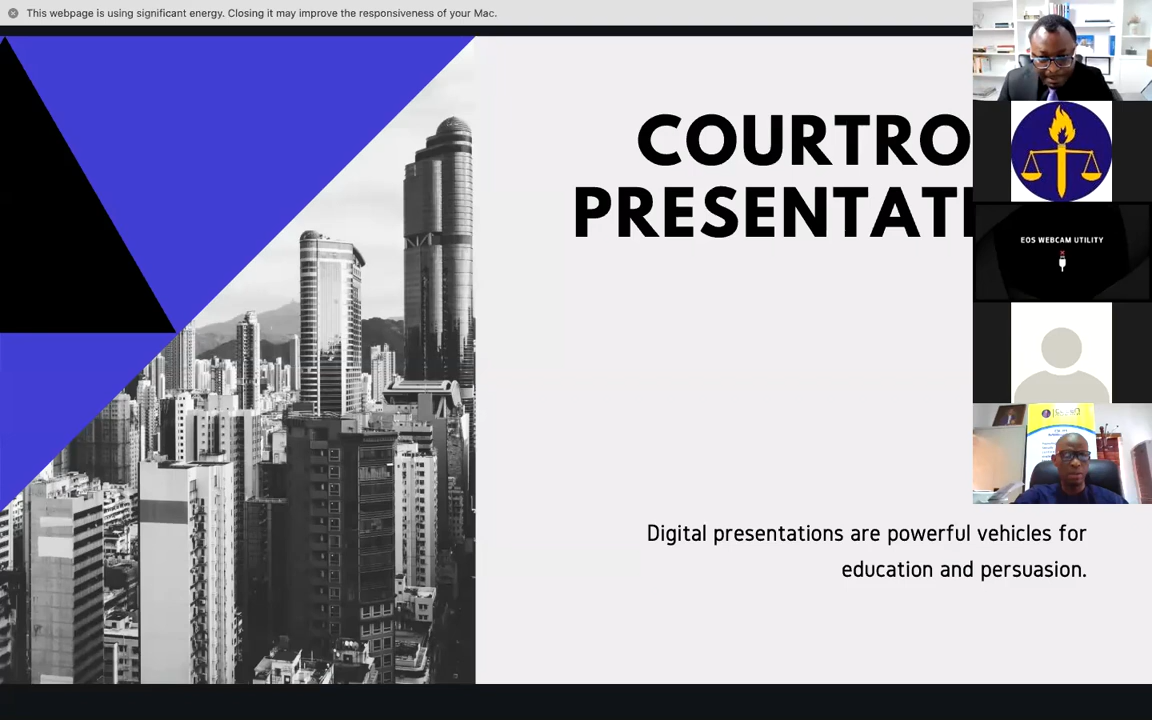 This webpage is using significant energy. Closing it may improve the responsiveness of your Mac.
COURTRO
PRESENTATI
EOS WEBCAM UTILITY
Digital presentations are powerful vehicles for
education and persuasion.